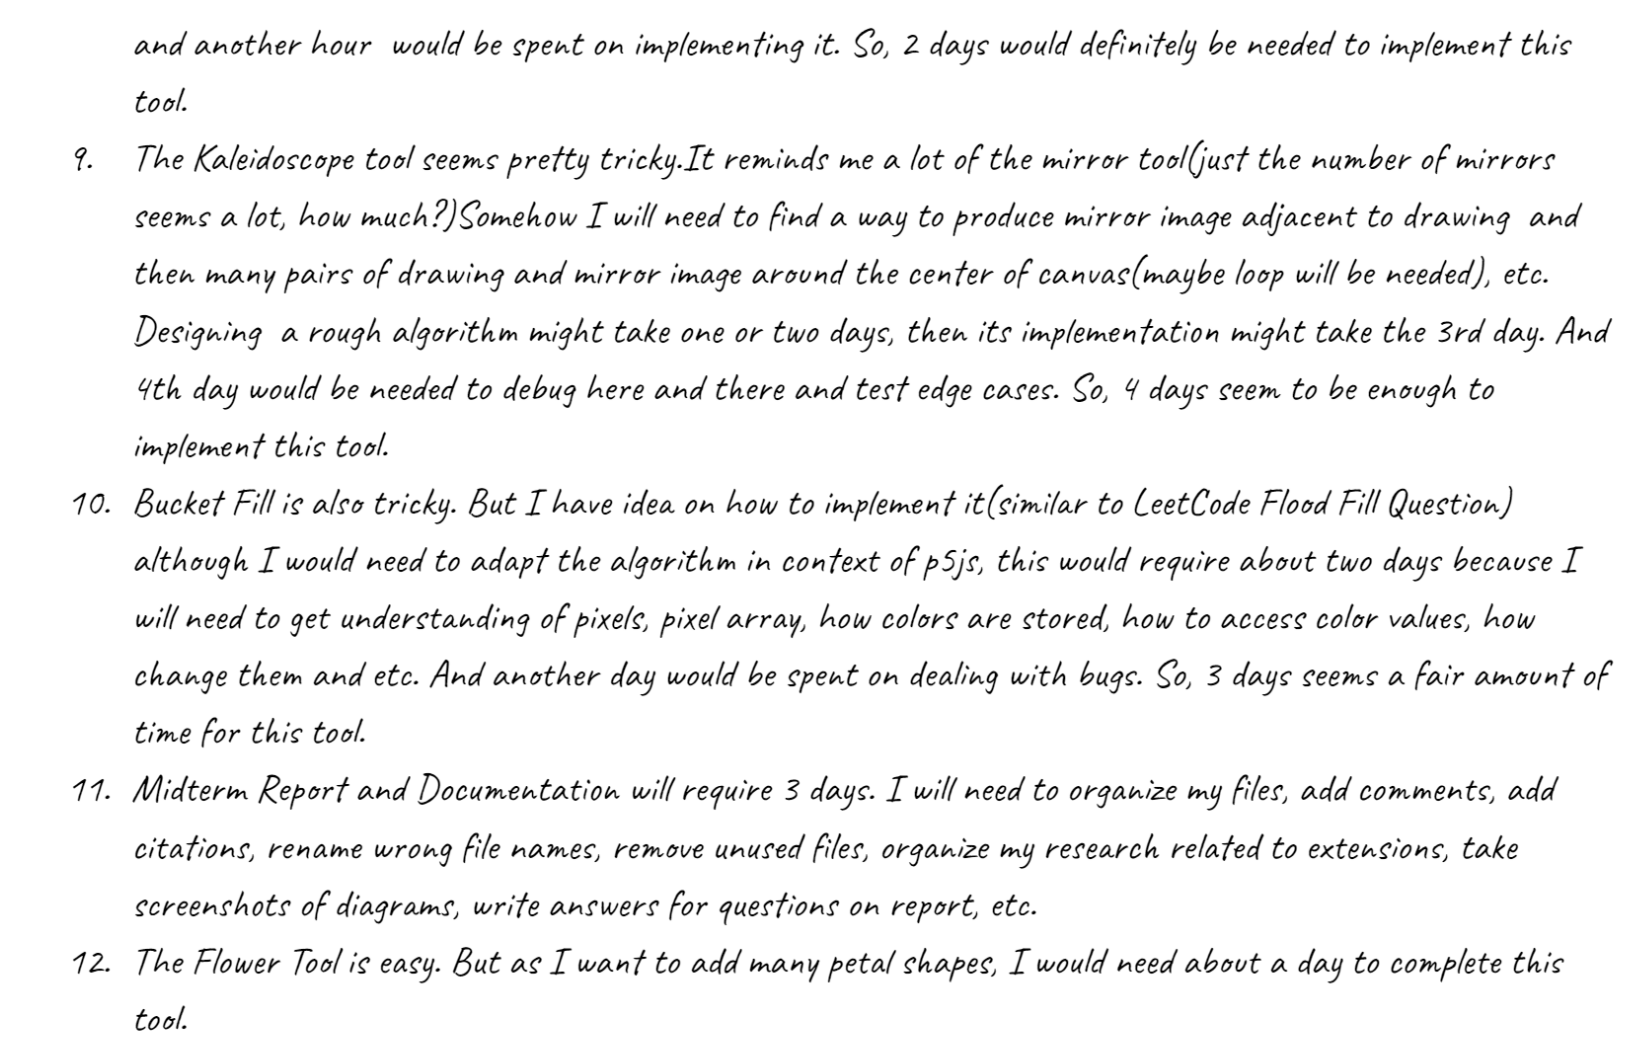 and another hour  would be spent on implementing it. So, 2 days would definitely be needed to implement this
tool.
9. The Kaleidoscope tool seems pretty tricky.It reminds me a lot of the mirror tool(just the number of mirrors
seems a lot, how much?)Somehow I will need to find a way to produce mirror image adjacent to drawing  and
then many pairs of drawing and mirror image around the center of canvas(maybe loop will be needed), etc.
Designing  a rough algorithm might take one or two days, then its implementation might take the 3rd day. And
4th day would be needed to debug here and there and test edge cases. So, 4 days seem to be enough to
implement this tool.
10. Bucket Fill is also tricky. But I have idea on how to implement it(similar to LeetCode Flood Fill Question)
although I would need to adapt the algorithm in context of p5js, this would require about two days because I
will need to get understanding of pixels, pixel array, how colors are stored, how to access color values, how
change them and etc. And another day would be spent on dealing with bugs. So, 3 days seems a fair amount of
time for this tool.
11. Midterm Report and Documentation will require 3 days. I will need to organize my files, add comments, add
citations, rename wrong file names, remove unused files, organize my research related to extensions, take
screenshots of diagrams, write answers for questions on report, etc.
12. The Flower Tool is easy. But as I want to add many petal shapes, I would need about a day to complete this
tool.